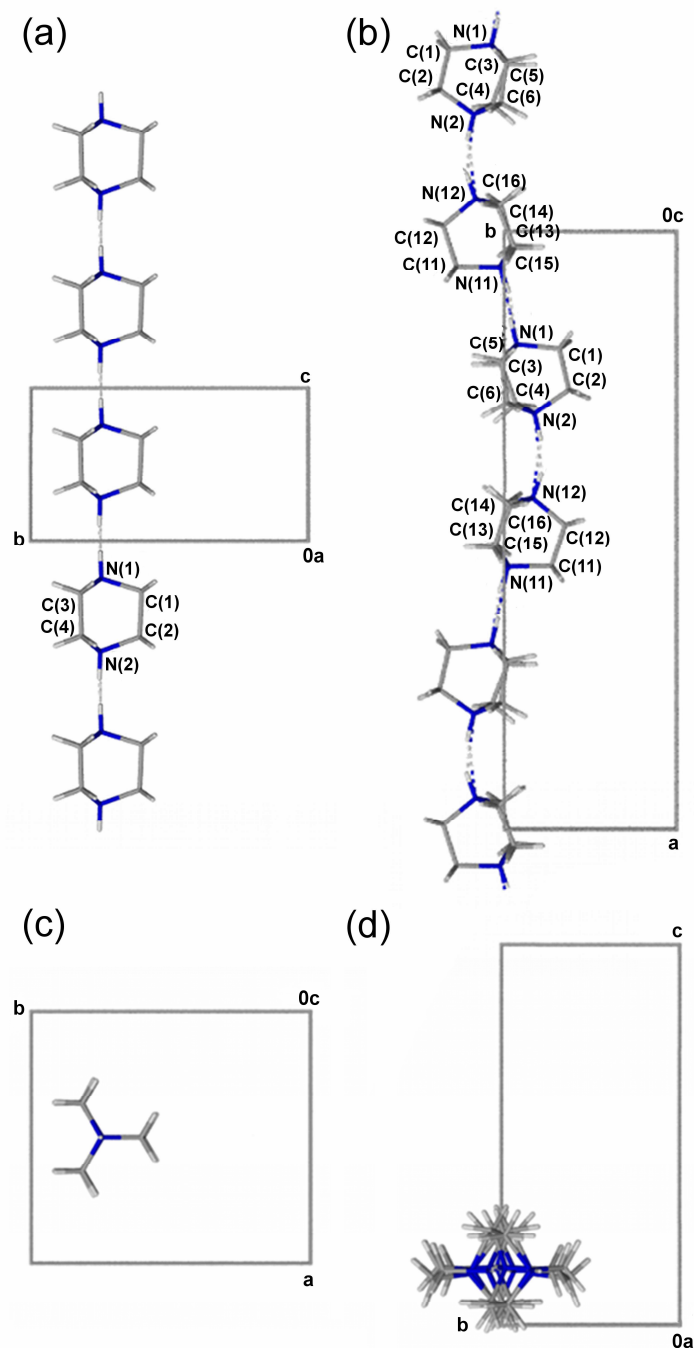 (a)
c
b
0a
N(1)
C(3)
C(1)
C(4)
C(2)
N(2)
(b)
N(1)
C(1)
C(3)
C(5)
C(2)
C(4)
C(6)
N(2)
N(12)
C(16)
C(14)
0c
C(12)
b
C(13)
C(11)
C(15)
N(11)
N(1)
C(5)
C(1)
C(3)
C(2)
C(6)
C(4)
N(2)
N(12)
C(14)
C(16)
C(13)
C(12)
C(15)
C(11)
N(11)
a
(c)
b
0c
a
(d)
c
b
0a